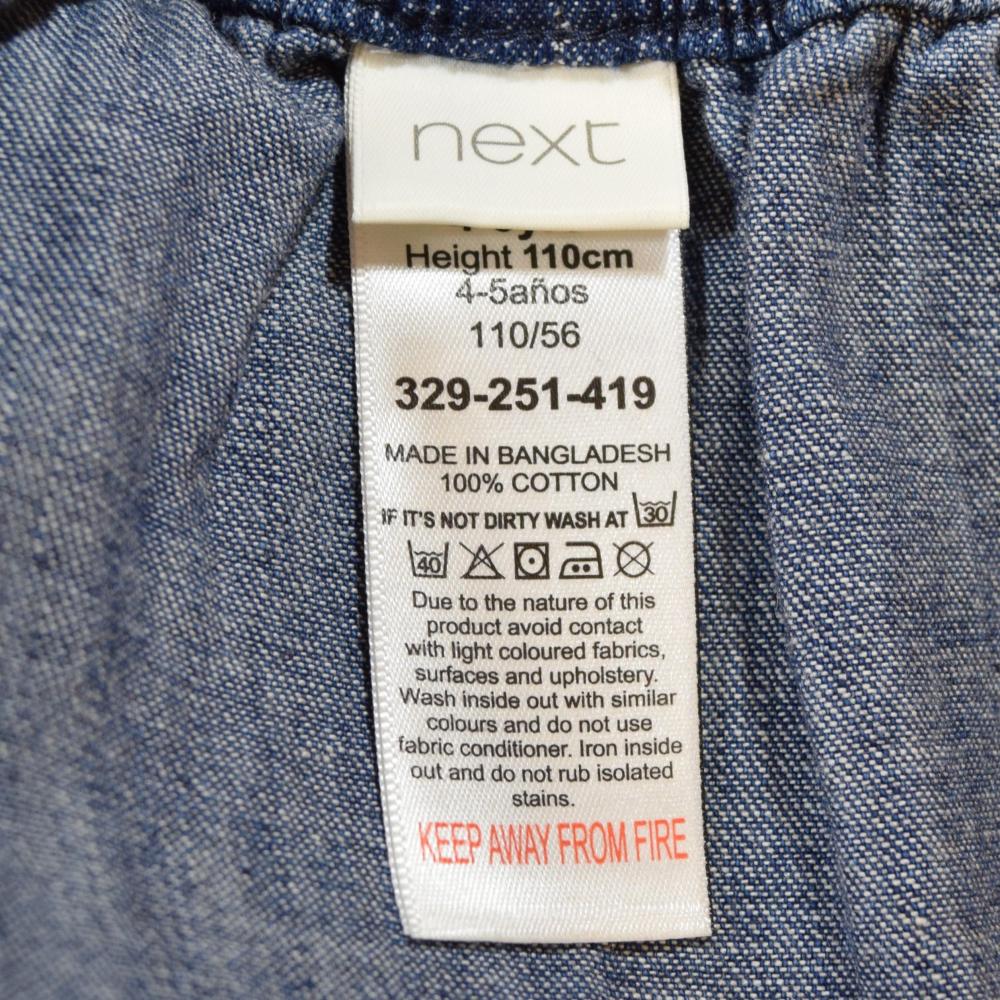 next
Height 110cm
4-5años
110/56
329-251-419
MADE IN BANGLADESH
100% COTTON
IF IT'S NOT DIRTY WASH AT 30
40
Due to the nature of this
product avoid contact
with light coloured fabrics,
surfaces and upholstery.
Wash inside out with similar
colours and do not use
fabric conditioner. Iron inside
out and do not rub isolated
stains.
KEEP AWAY FROM FIRE